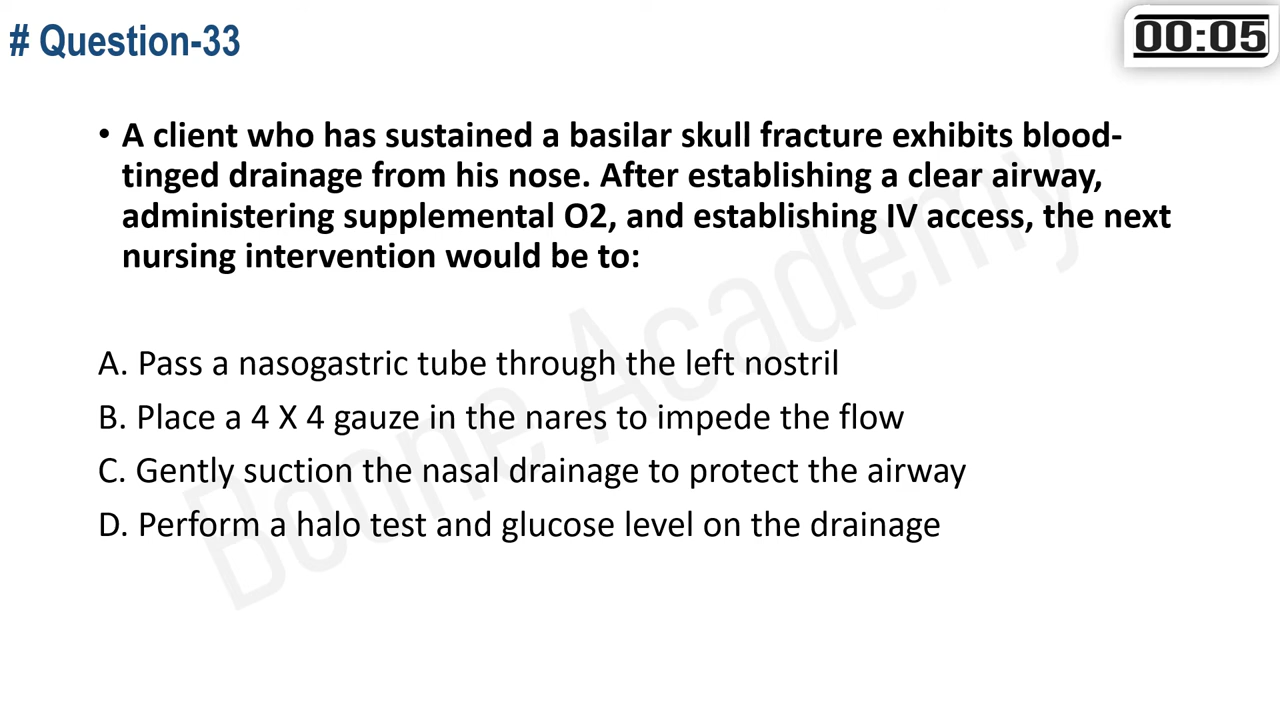 # Question-33
00:05
• A client who has sustained a basilar skull fracture exhibits blood-
tinged drainage from his nose. After establishing a clear airway,
administering supplemental O2, and establishing IV access, the next
nursing intervention would be to:
A. Pass a nasogastric tube through the left nostril
B. Place a 4 X 4 gauze in the nares to impede the flow
C. Gently suction the nasal drainage to protect the airway
D. Perform a halo test and glucose level on the drainage
Boone Academy